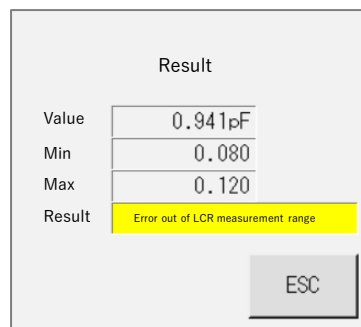 Result
Value 0.941pF
Min 0.080
Max 0.120
Result Error out of LCR measurement range
ESC